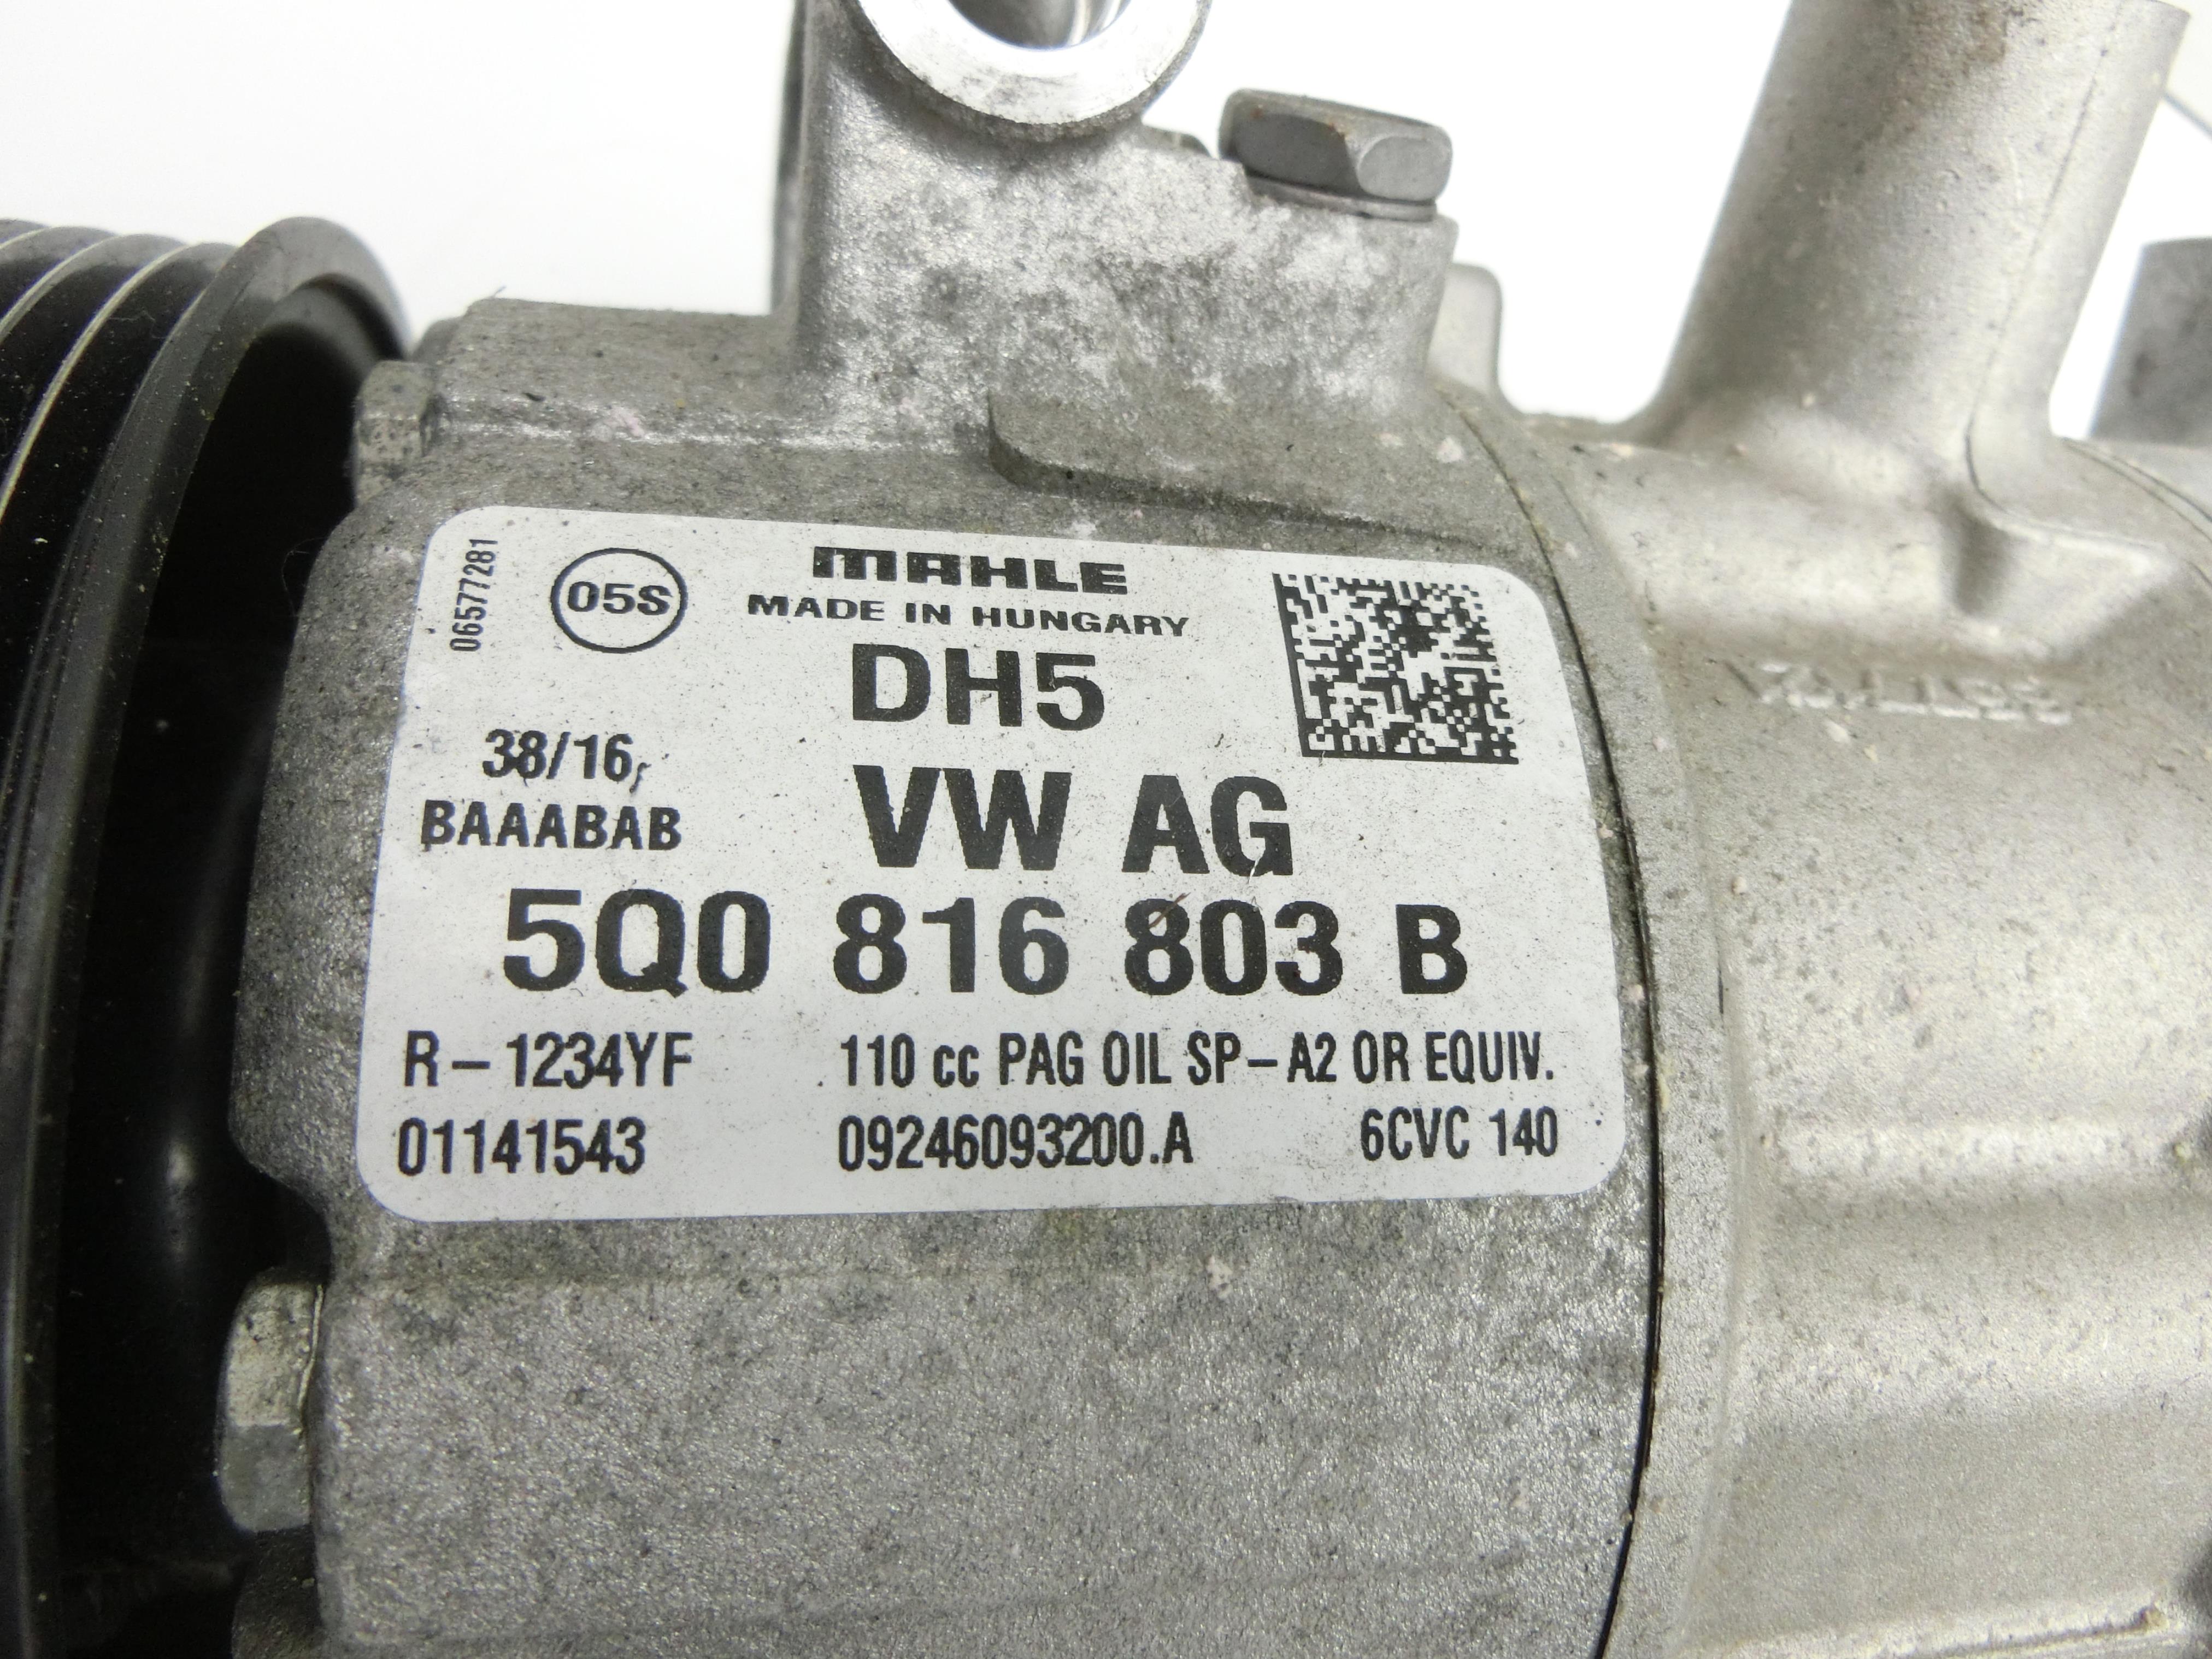 06577281
05S
MAHLE
MADE IN HUNGARY
DH5
38/16
BAAABAB
VW AG
5Q0 816 803 B
R-1234YF 110 cc PAG OIL SP-A2 OR EQUIV.
01141543 09246093200.A 6CVC 140